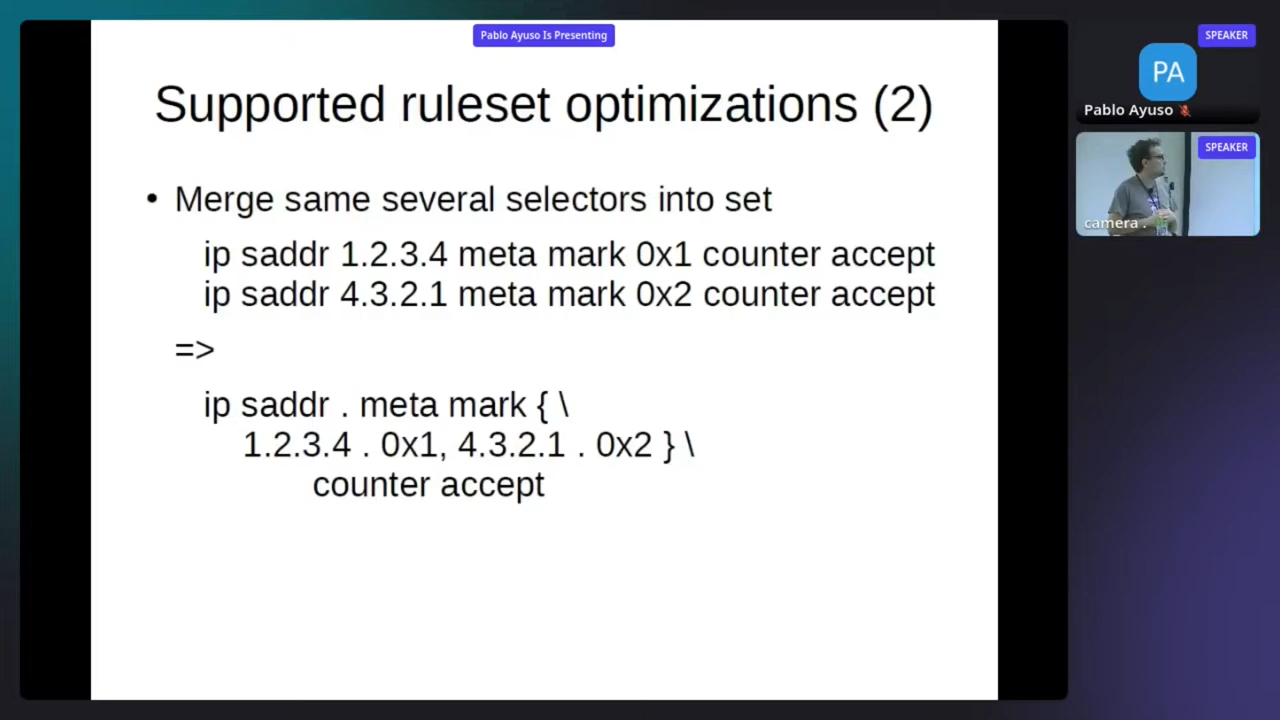 Pablo Ayuso Is Presenting
Supported ruleset optimizations (2)
• Merge same several selectors into set
ip saddr 1.2.3.4 meta mark 0x1 counter accept
ip saddr 4.3.2.1 meta mark 0x2 counter accept
=>
ip saddr . meta mark { \
1.2.3.4 . 0x1, 4.3.2.1 . 0x2 } \
counter accept
SPEAKER
PA
Pablo Ayuso
SPEAKER
camera .